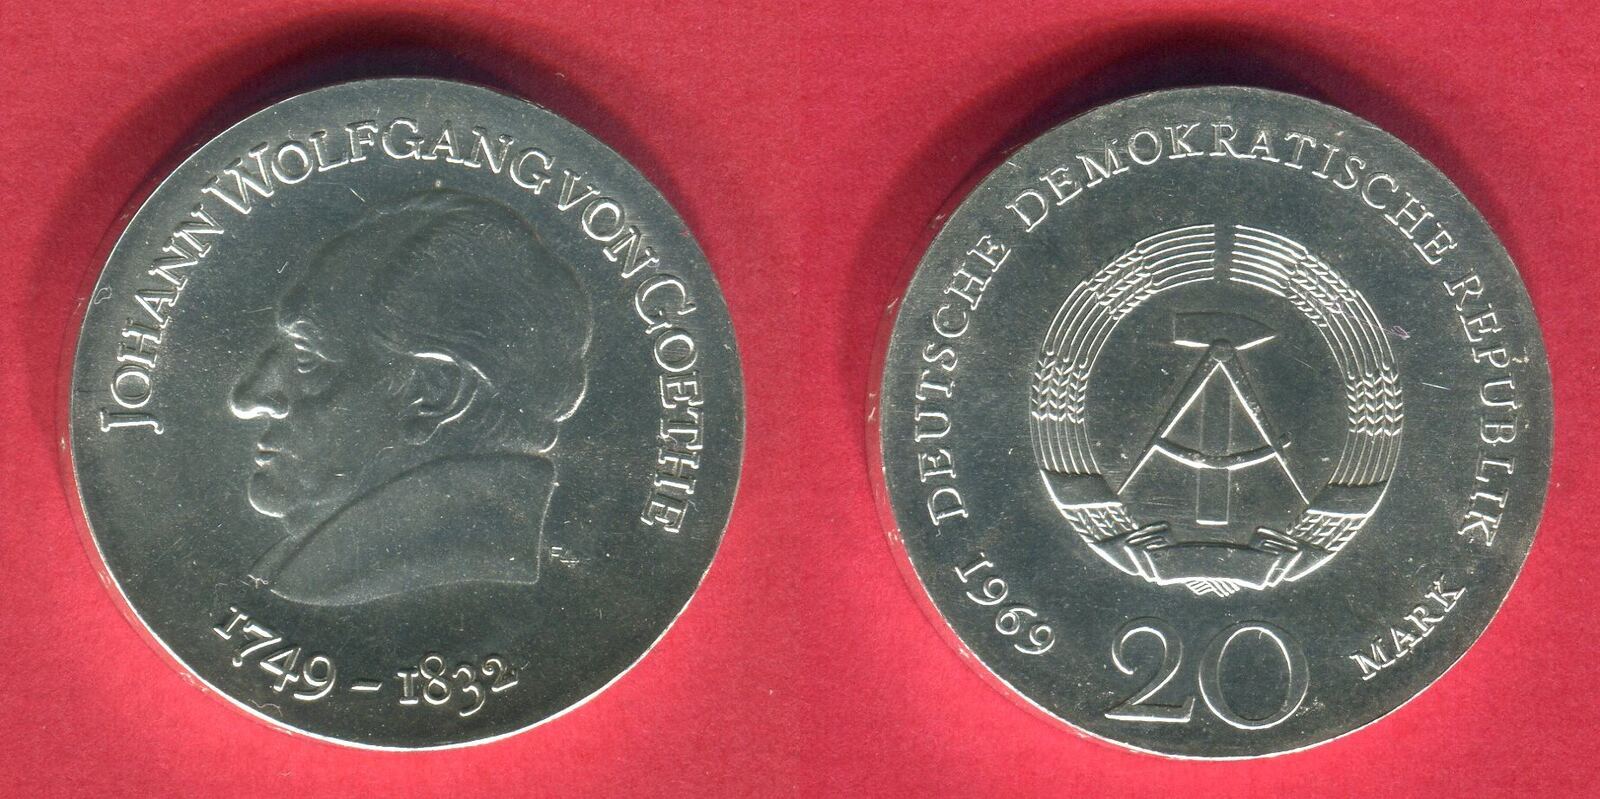 JOHANN WOLFGANG VON GOETHE
1749 – 1832
DEUTSCHE DEMOKRATISCHE REPUBLIK
1969
20
MARK